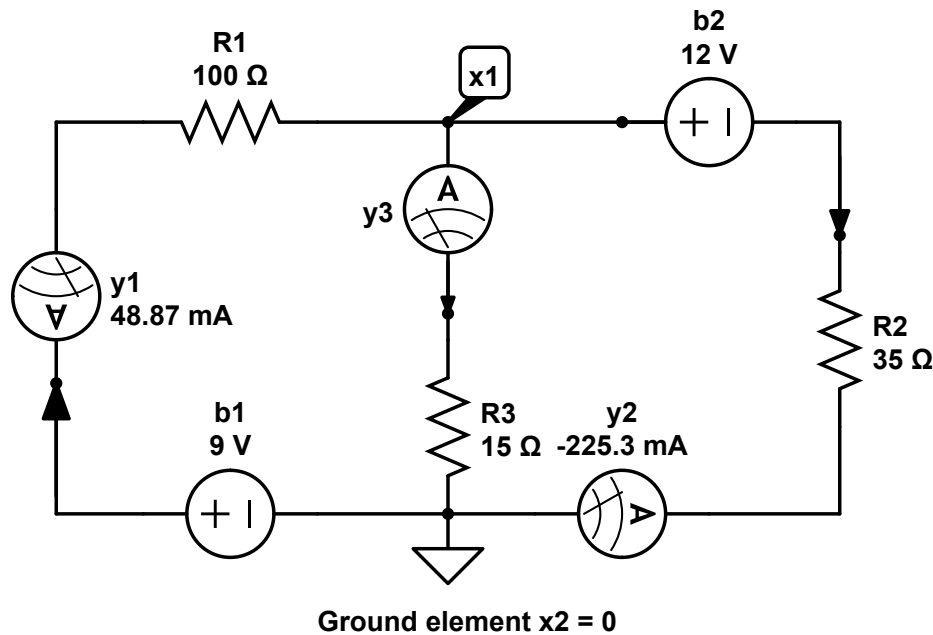 R1
100 Ω
x1
b2
12 V
A
y3
y1
48.87 mA
A
R2
35 Ω
b1
9 V
R3
15 Ω
y2
-225.3 mA
A
Ground element x2 = 0